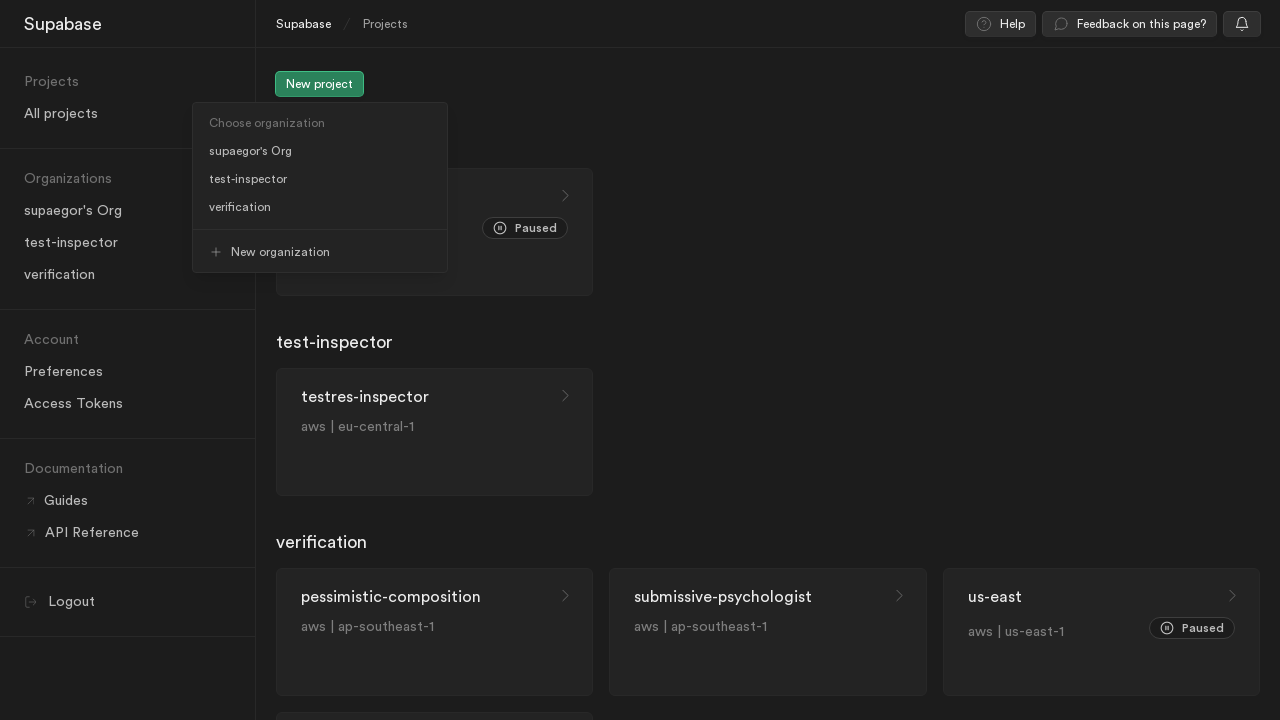 Supabase
Supabase / Projects
Help
Feedback on this page?
Projects
All projects
Organizations
supaegor's Org
test-inspector
verification
Account
Preferences
Access Tokens
Documentation
Guides
API Reference
Logout
New project
Choose organization
supaegor's Org
test-inspector
verification
New organization
Paused
test-inspector
testres-inspector
aws | eu-central-1
verification
pessimistic-composition
aws | ap-southeast-1
submissive-psychologist
aws | ap-southeast-1
us-east
aws | us-east-1
Paused